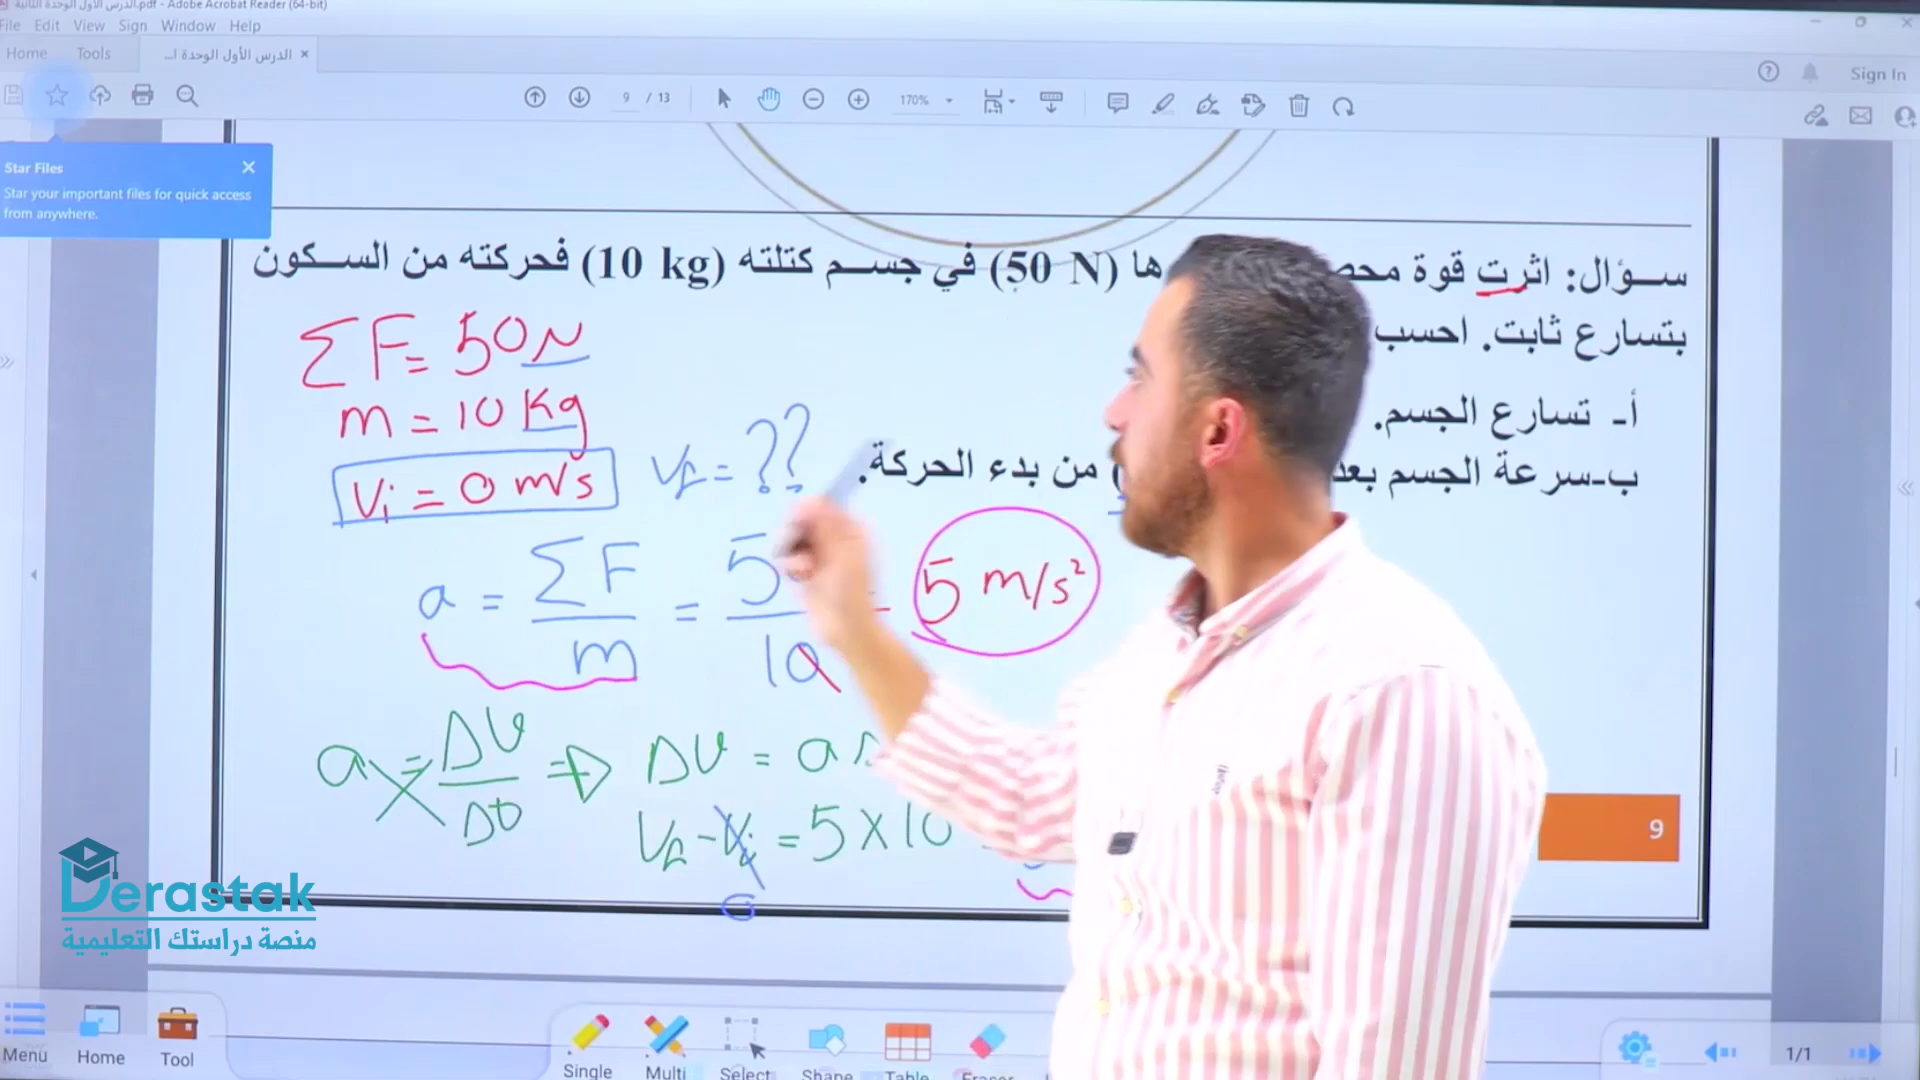 الدرس الأول الوحدة الثانية.pdf - Adobe Acrobat Reader (64-bit)
File Edit View Sign Window Help
Home Tools الدرس الأول الوحدة ا... ×
Sign In
9 / 13 170%
Star Files
Star your important files for quick access
from anywhere.
سؤال: اثرت قوة ها (50 N) في جسم كتلته (10 kg) فحركته من السكون
بتسارع ثابت. احسب
أ- تسارع الجسم.
ب-سرعة الجسم بعد من بدء الحركة.
ΣF = 50 N
m = 10 kg
Vi = 0 m/s
Vf = ??
a = ΣF/m = 5 /10 5 m/s²
a = ΔV/Δt ⇒ ΔV = a Δ
Vf - Vi = 5 × 10
0
9
Derastak
منصة دراستك التعليمية
Menu Home Tool Single Multi Select Shape Table Eraser 1/1